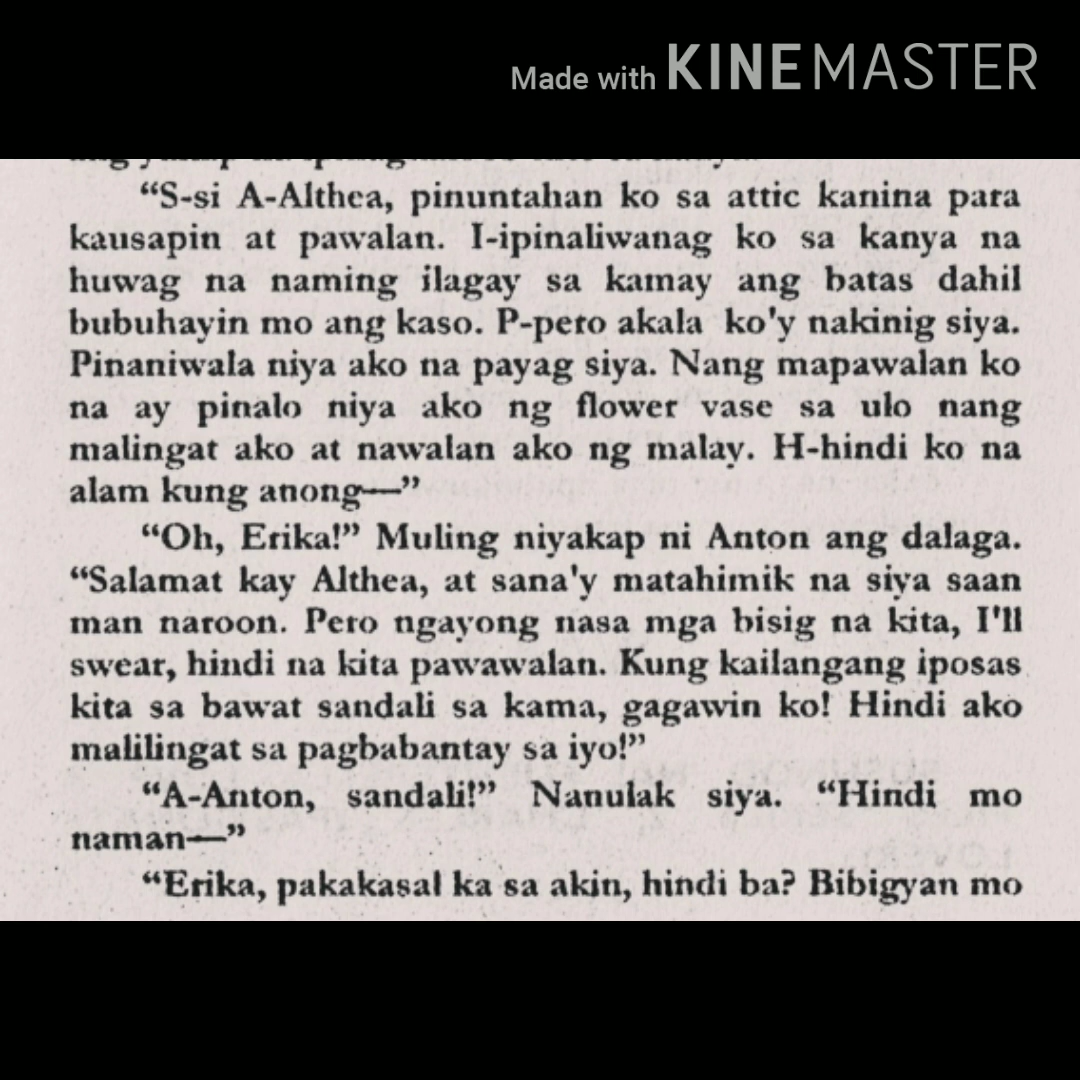 Made with KINEMASTER
“S-si A-Althea, pinuntahan ko sa attic kanina para
kausapin at pawalan. I-ipinaliwanag ko sa kanya na
huwag na naming ilagay sa kamay ang batas dahil
bubuhayin mo ang kaso. P-pero akala ko'y nakinig siya.
Pinaniwala niya ako na payag siya. Nang mapawalan ko
na ay pinalo niya ako ng flower vase sa ulo nang
malingat ako at nawalan ako ng malay. H-hindi ko na
alam kung anong—”
“Oh, Erika!” Muling niyakap ni Anton ang dalaga.
“Salamat kay Althea, at sana'y matahimik na siya saan
man naroon. Pero ngayong nasa mga bisig na kita, I'll
swear, hindi na kita pawawalan. Kung kailangang iposas
kita sa bawat sandali sa kama, gagawin ko! Hindi ako
malilingat sa pagbabantay sa iyo!”
“A-Anton, sandali!” Nanulak siya. “Hindi mo
naman—”
“Erika, pakakasal ka sa akin, hindi ba? Bibigyan mo